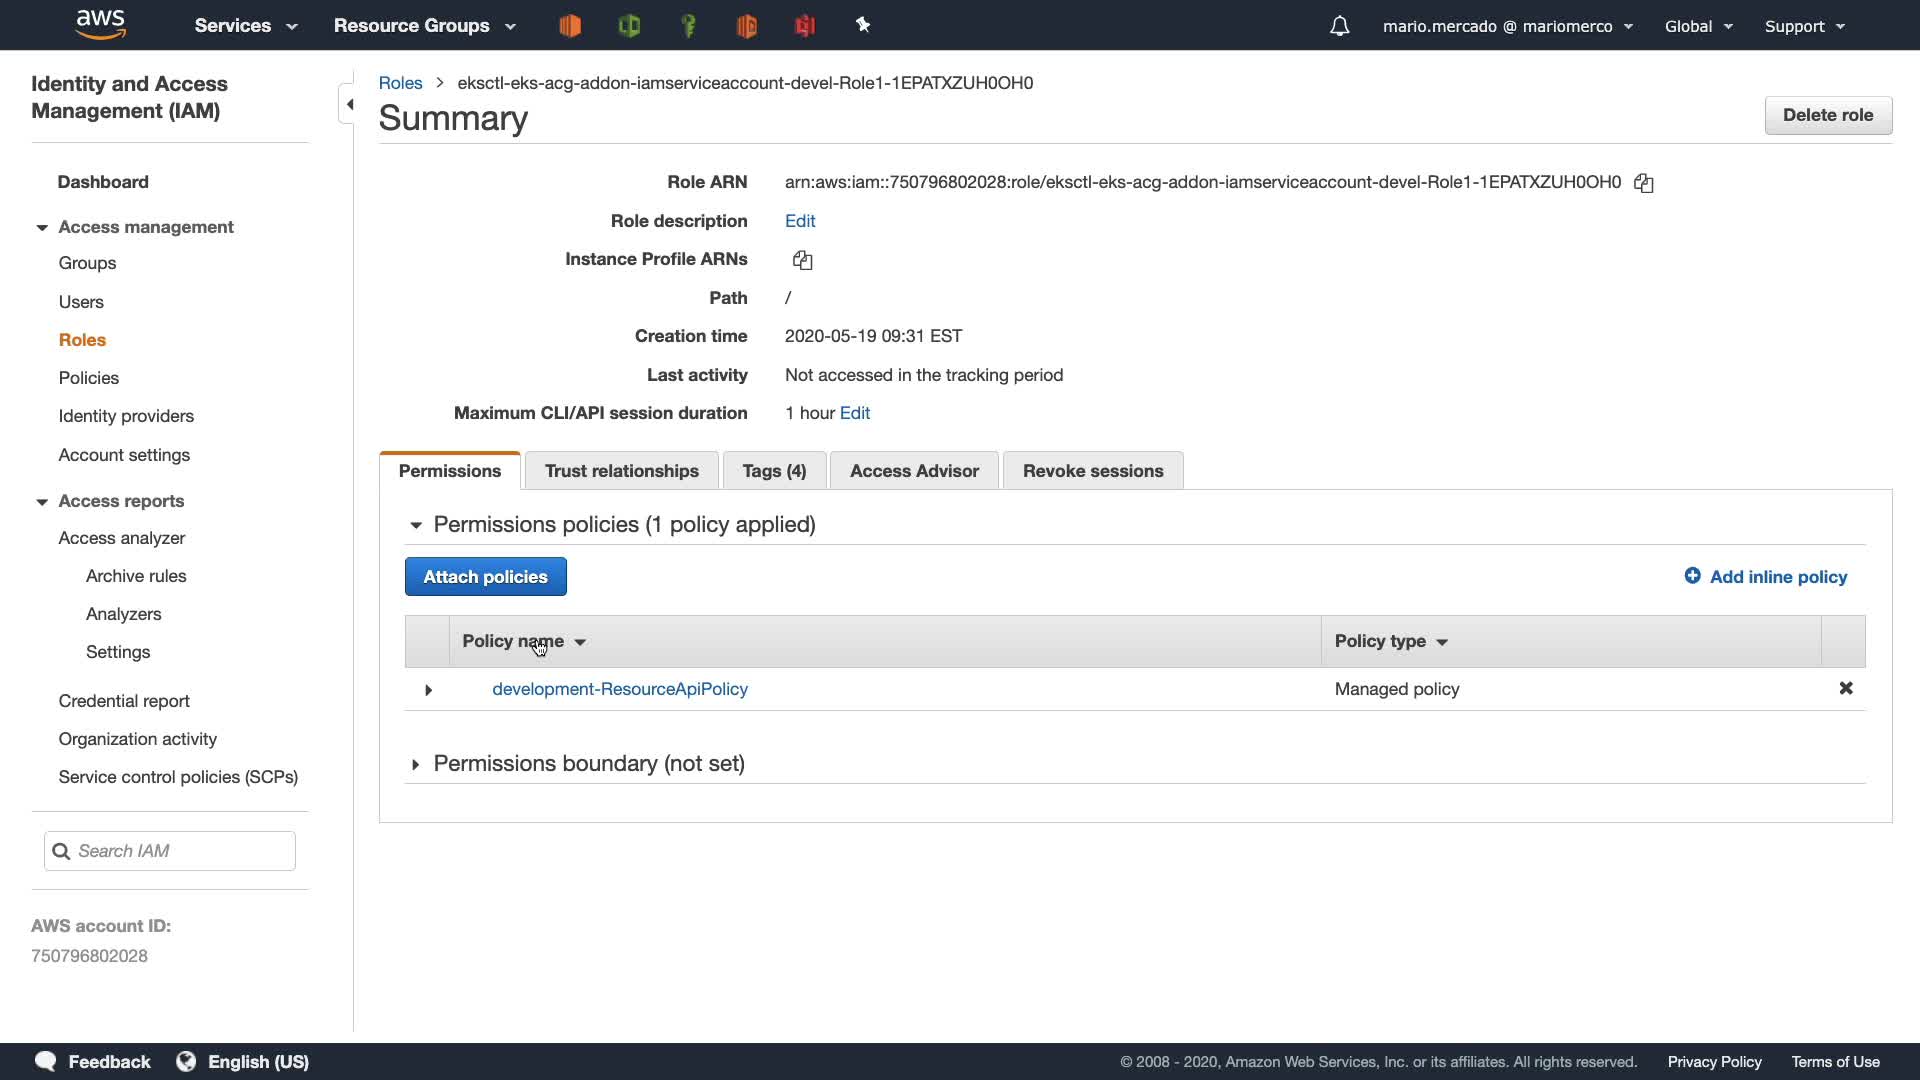 aws
Services
Resource Groups
mario.mercado @ mariomerco
Global
Support
Identity and Access
Management (IAM)
Dashboard
Access management
Groups
Users
Roles
Policies
Identity providers
Account settings
Access reports
Access analyzer
Archive rules
Analyzers
Settings
Credential report
Organization activity
Service control policies (SCPs)
Search IAM
AWS account ID:
750796802028
Roles > eksctl-eks-acg-addon-iamserviceaccount-devel-Role1-1EPATXZUH0OH0
Summary
Delete role
Role ARN arn:aws:iam::750796802028:role/eksctl-eks-acg-addon-iamserviceaccount-devel-Role1-1EPATXZUH0OH0
Role description Edit
Instance Profile ARNs
Path /
Creation time 2020-05-19 09:31 EST
Last activity Not accessed in the tracking period
Maximum CLI/API session duration 1 hour Edit
Permissions
Trust relationships
Tags (4)
Access Advisor
Revoke sessions
Permissions policies (1 policy applied)
Attach policies
Add inline policy
Policy name
Policy type
development-ResourceApiPolicy
Managed policy
Permissions boundary (not set)
Feedback
English (US)
© 2008 - 2020, Amazon Web Services, Inc. or its affiliates. All rights reserved.
Privacy Policy
Terms of Use